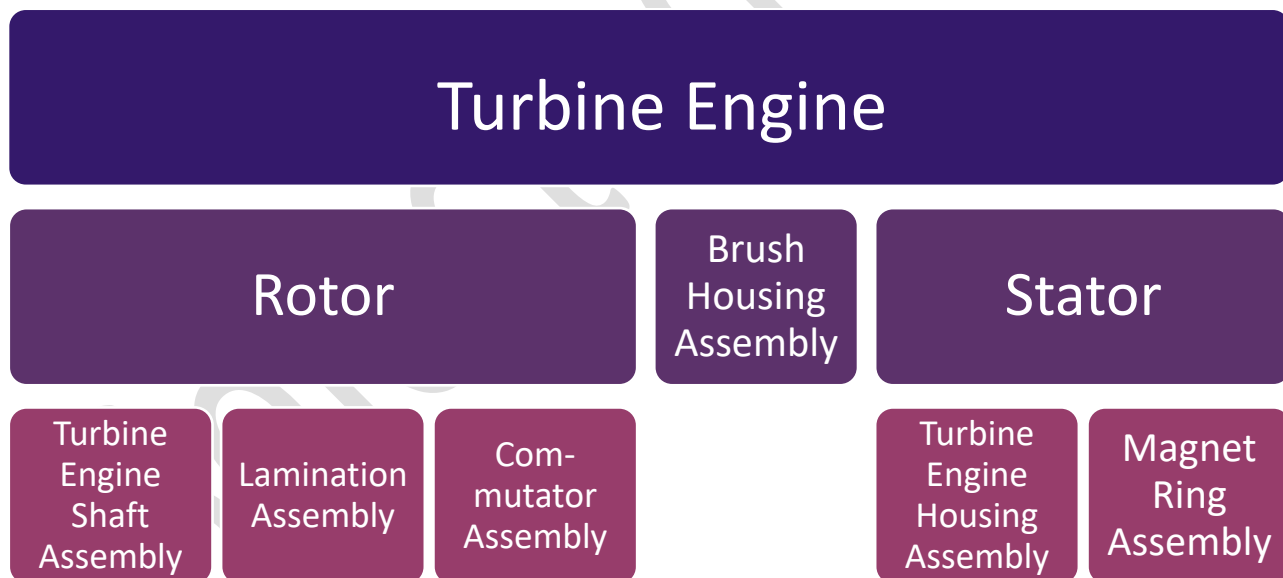 Turbine Engine
Rotor
Brush
Housing
Assembly
Stator
Turbine
Engine
Shaft
Assembly
Lamination
Assembly
Com-
mutator
Assembly
Turbine
Engine
Housing
Assembly
Magnet
Ring
Assembly